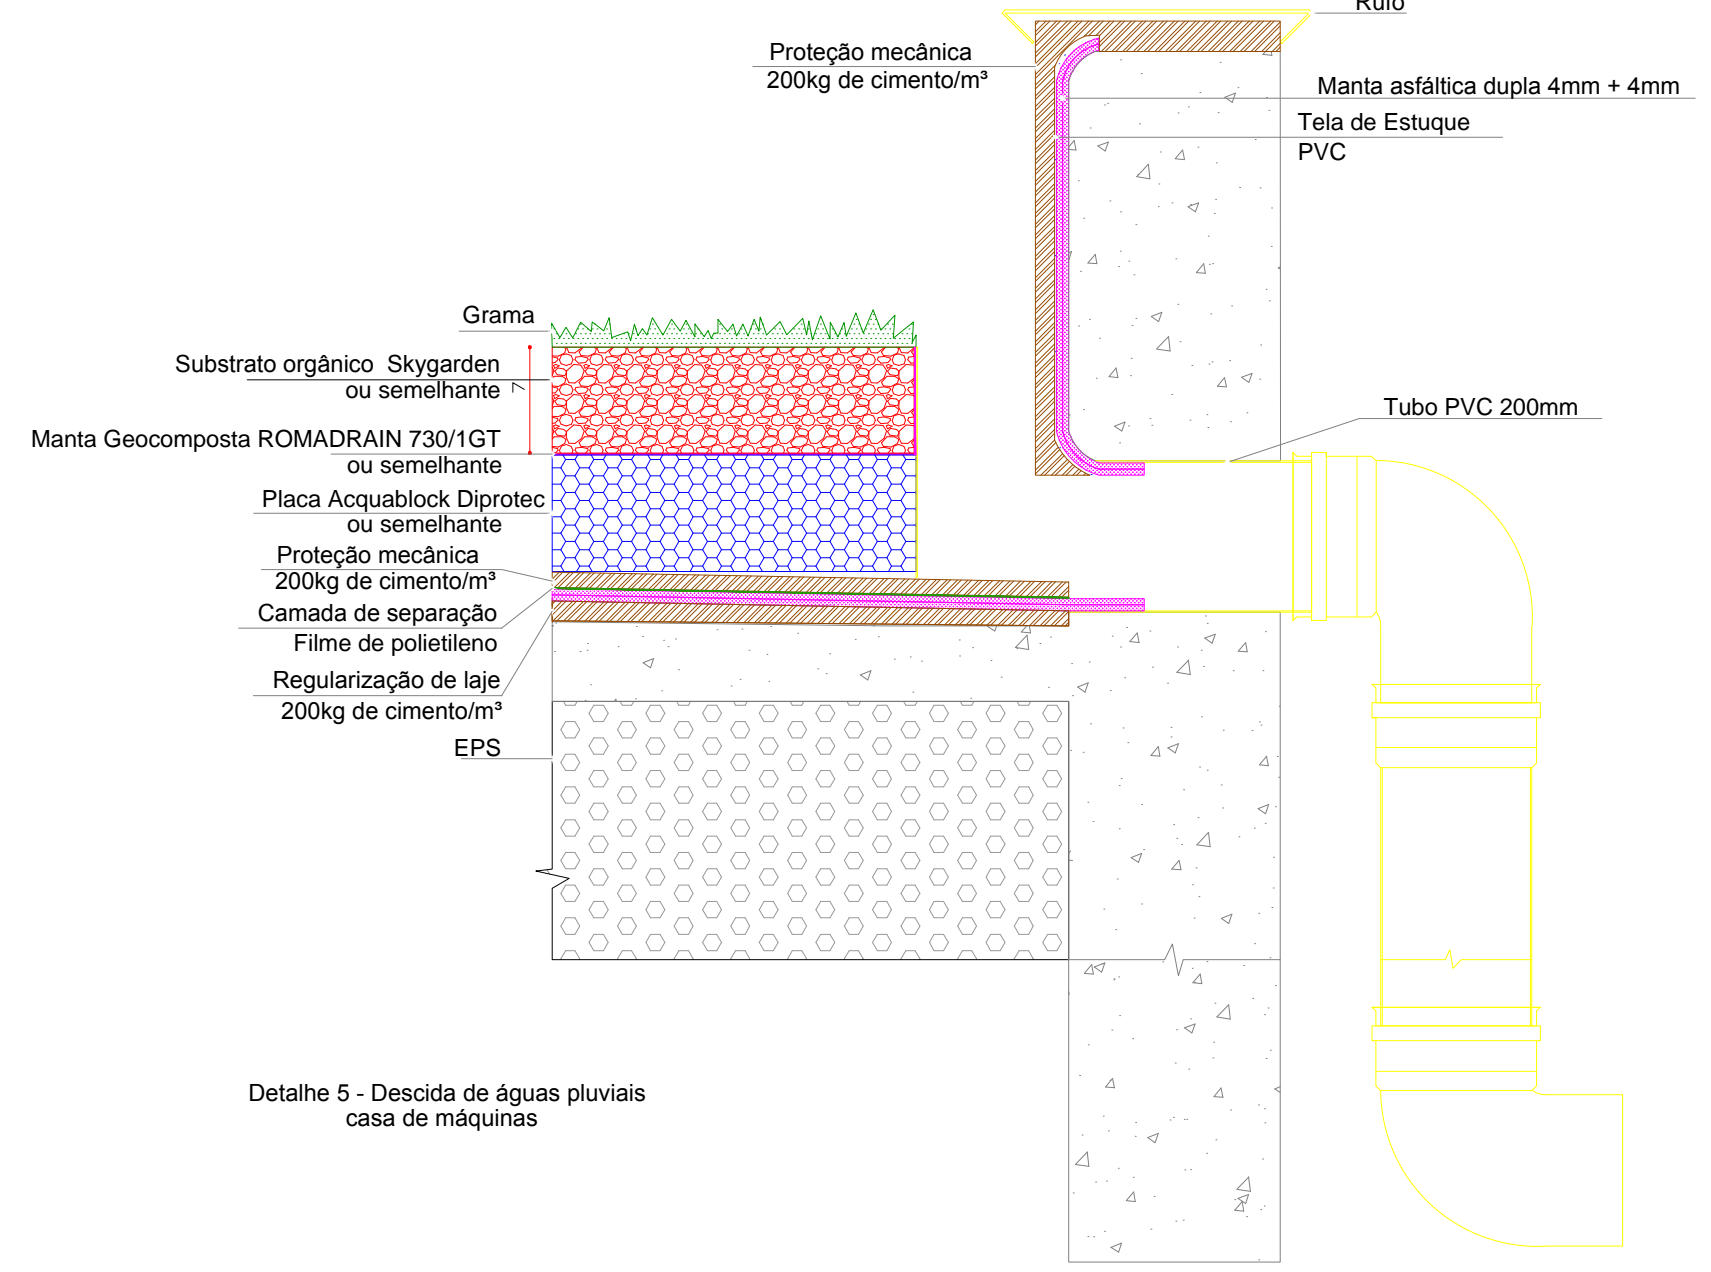 Rufo
Proteção mecânica
200kg de cimento/m³
Manta asfáltica dupla 4mm + 4mm
Tela de Estuque
PVC
Grama
Substrato orgânico Skygarden
ou semelhante
7
Manta Geocomposta ROMADRAIN 730/1GT
ou semelhante
Placa Acquablock Diprotec
ou semelhante
Proteção mecânica
200kg de cimento/m³
Camada de separação
Filme de polietileno
Regularização de laje
200kg de cimento/m³
EPS
Tubo PVC 200mm
Detalhe 5 - Descida de águas pluviais
casa de máquinas